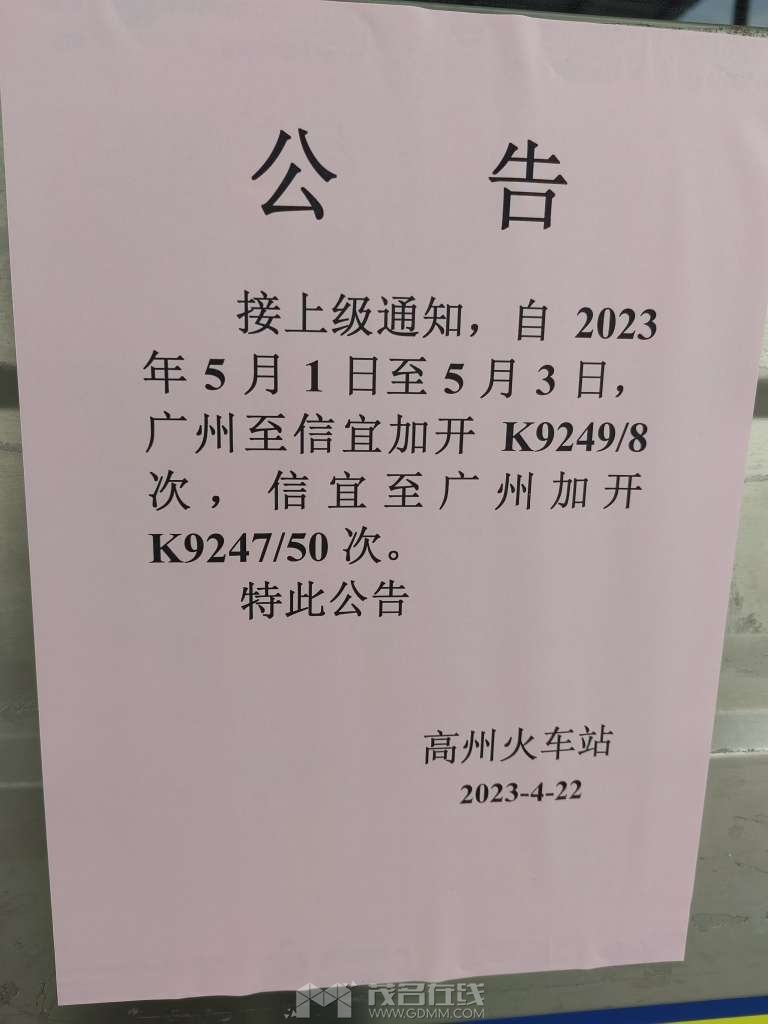 公 告
接上级通知，自 2023
年 5 月 1 日至 5 月 3 日，
广州至信宜加开 K9249/8
次，信宜至广州加开
K9247/50 次。
特此公告
高州火车站
2023-4-22
茂名在线
WWW.GDMM.COM